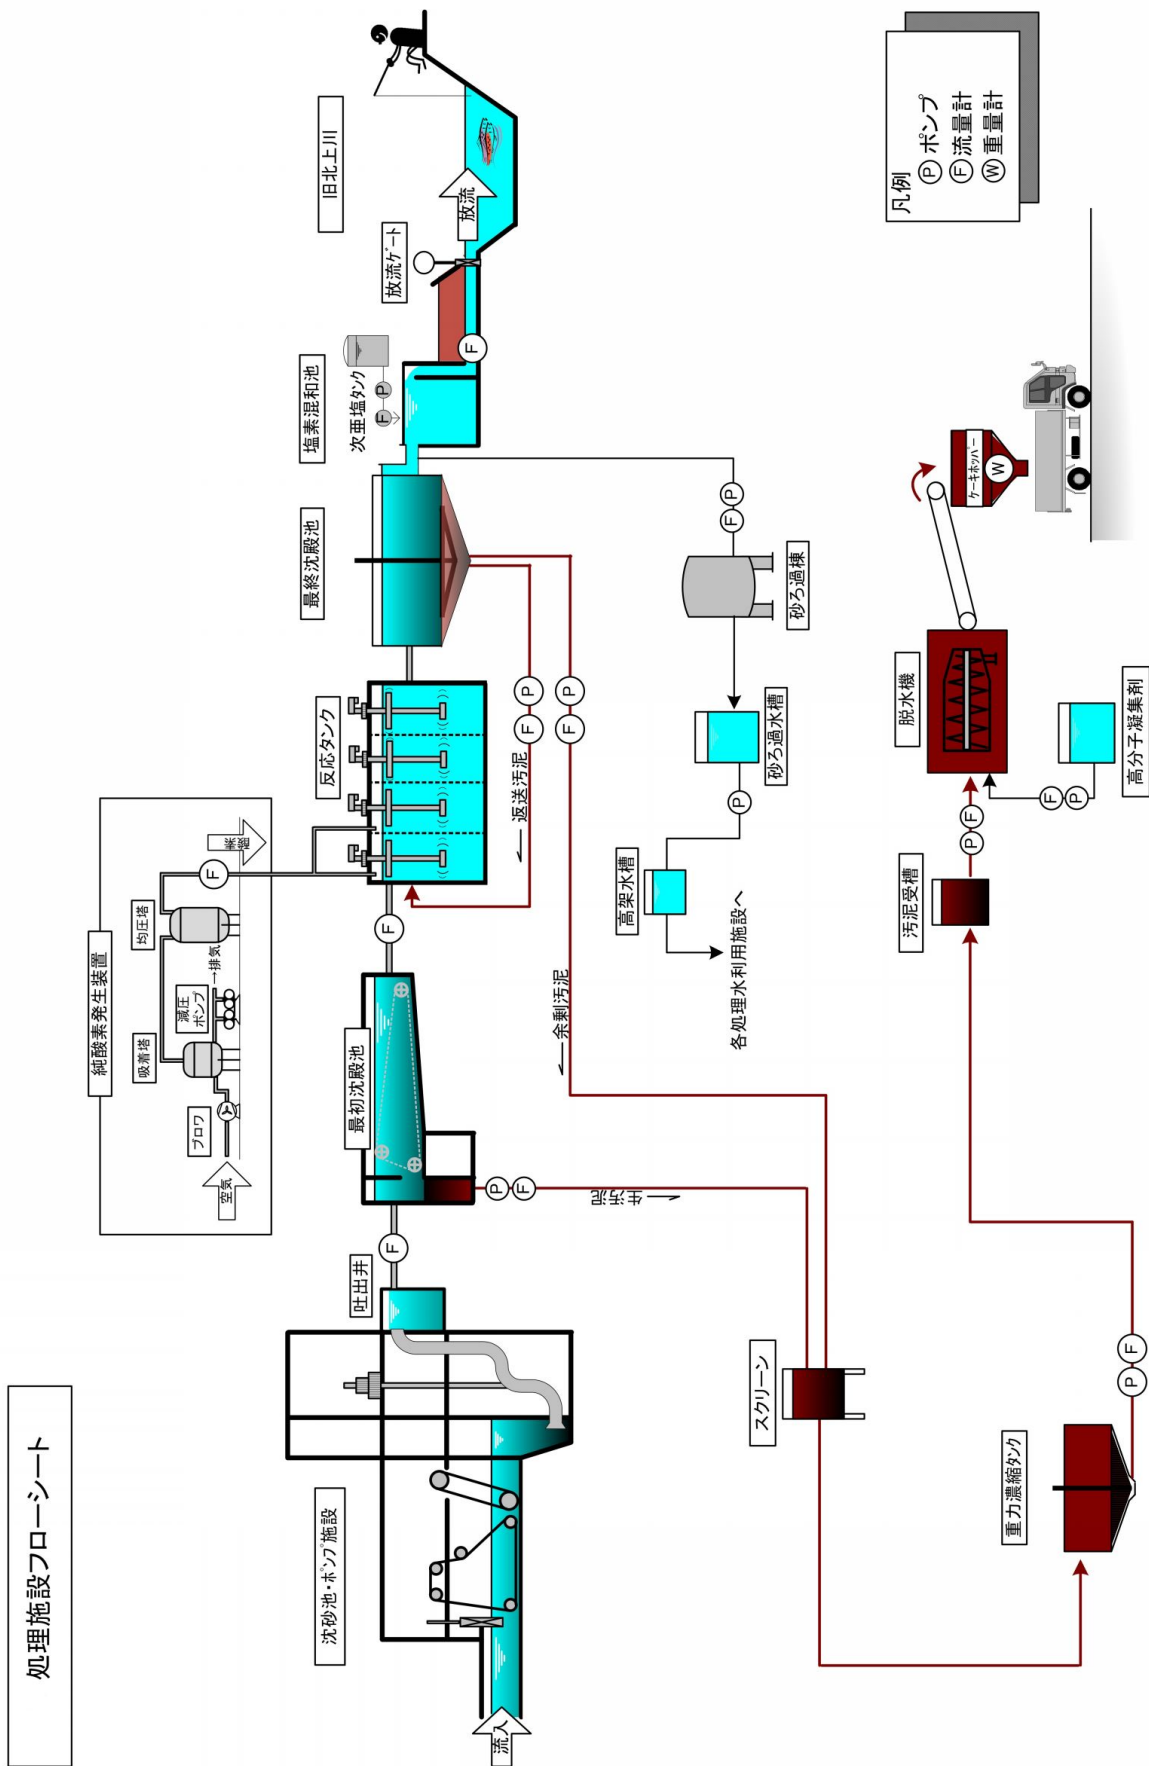 処理施設フローシート
純酸素発生装置
空気
ブロワ
吸着塔
減圧
ポンプ
→排気
均圧塔
F
酸素
流入
沈砂池・ポンプ施設
吐出井
F
最初沈殿池
F
反応タンク
最終沈殿池
塩素混和池
次亜塩タンク
F
P
F
放流ゲート
放流
旧北上川
P
F
生汚泥
返送汚泥
F
P
余剰汚泥
F
P
F
P
砂ろ過棟
砂ろ過水槽
P
高架水槽
各処理水利用施設へ
スクリーン
重力濃縮タンク
P
F
汚泥受槽
P
F
脱水機
F
P
高分子凝集剤
ケーキホッパー
W
凡例
P ポンプ
F 流量計
W 重量計